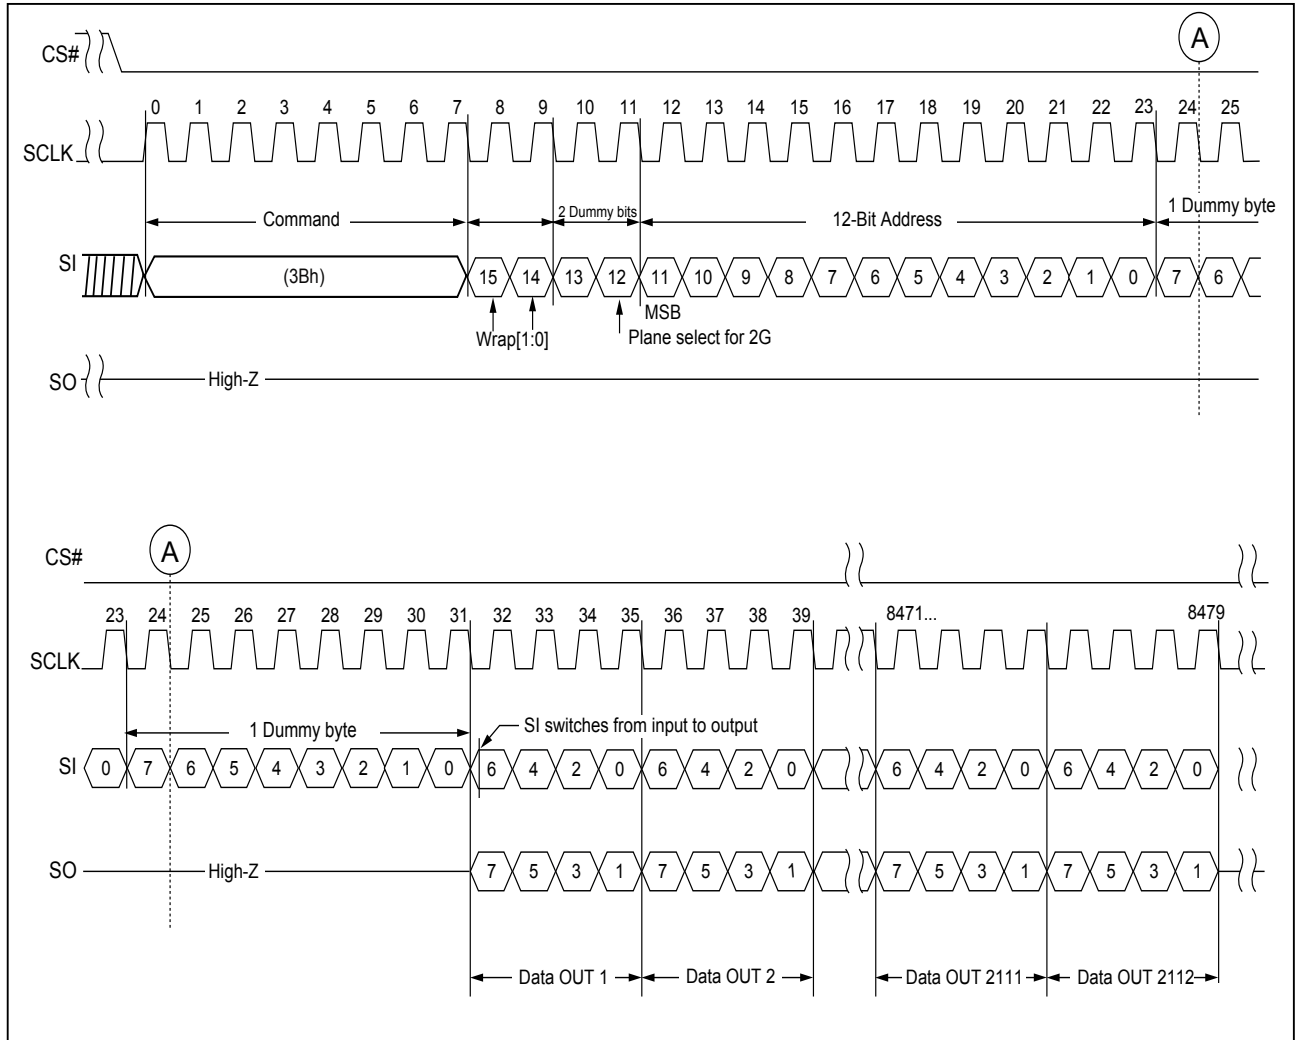 A
CS#
0 1 2 3 4 5 6 7 8 9 10 11 12 13 14 15 16 17 18 19 20 21 22 23 24 25
SCLK
Command 2 Dummy bits 12-Bit Address 1 Dummy byte
SI (3Bh) 15 14 13 12 11 10 9 8 7 6 5 4 3 2 1 0 7 6
MSB
Wrap[1:0] Plane select for 2G
SO High-Z
A
CS#
23 24 25 26 27 28 29 30 31 32 33 34 35 36 37 38 39 8471... 8479
SCLK
1 Dummy byte SI switches from input to output
SI 0 7 6 5 4 3 2 1 0 6 4 2 0 6 4 2 0 6 4 2 0 6 4 2 0
SO High-Z 7 5 3 1 7 5 3 1 7 5 3 1 7 5 3 1
Data OUT 1 Data OUT 2 Data OUT 2111 Data OUT 2112